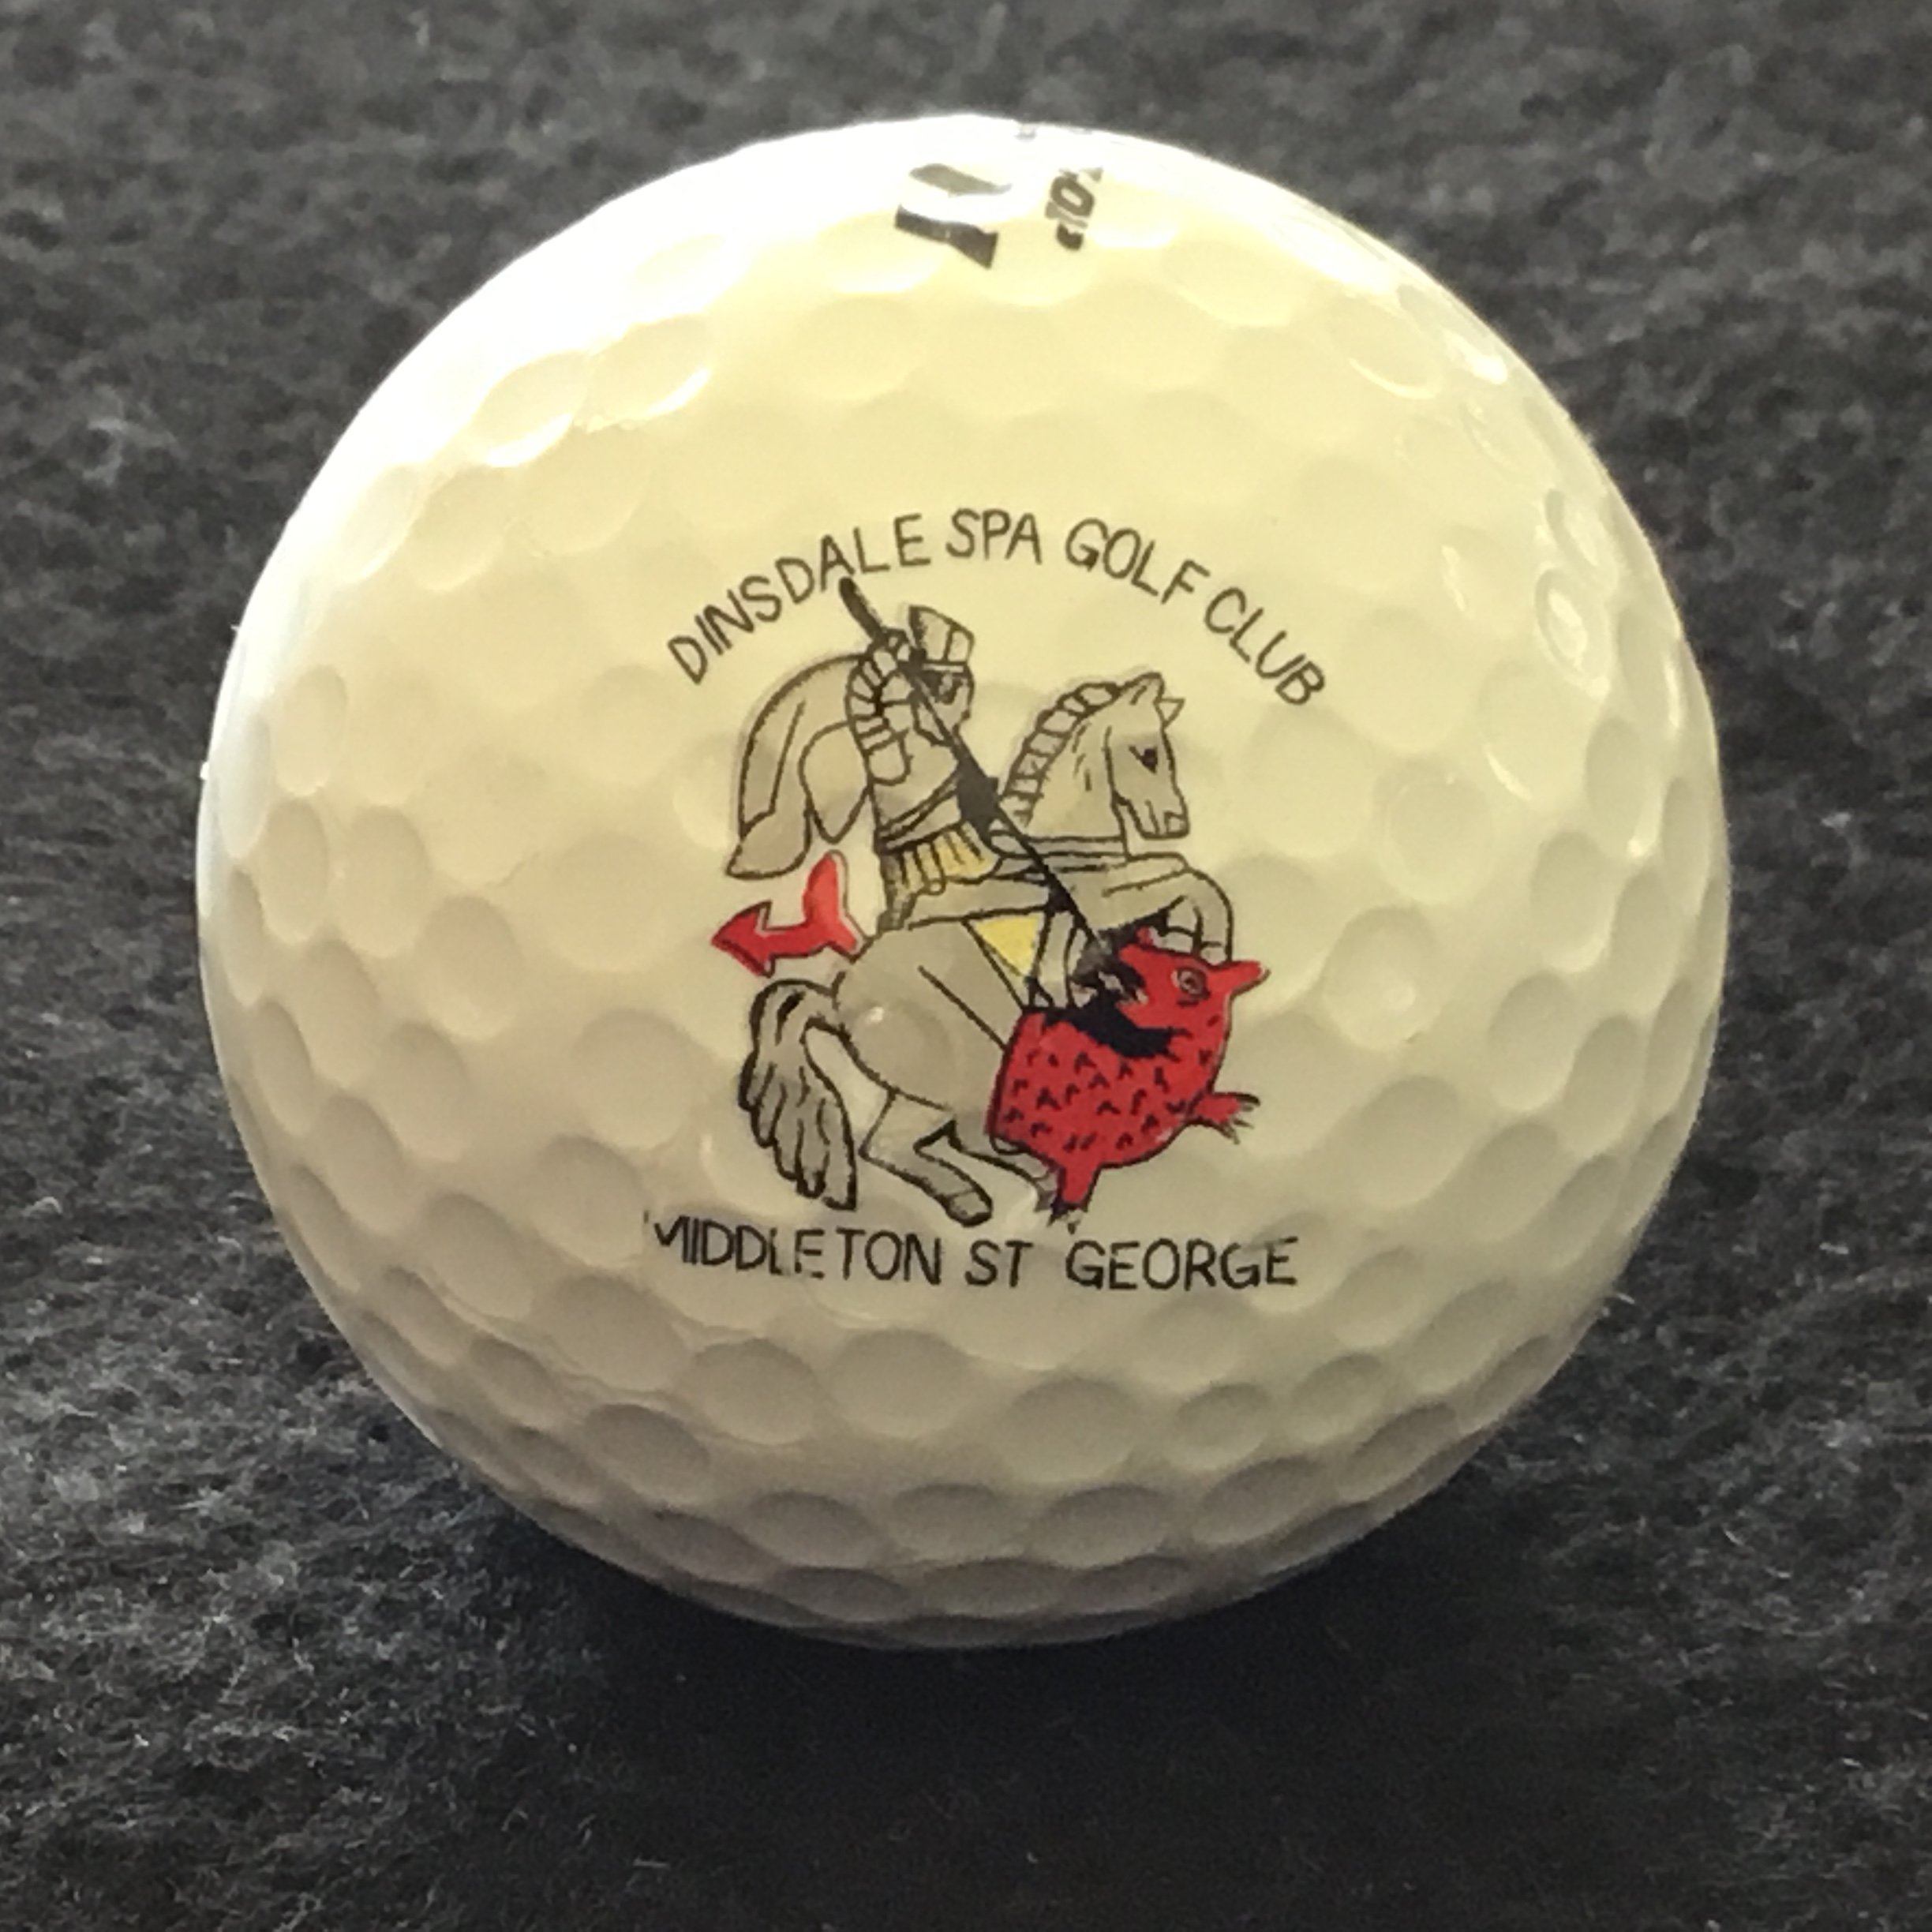 DINSDALE SPA GOLF CLUB
MIDDLETON ST GEORGE